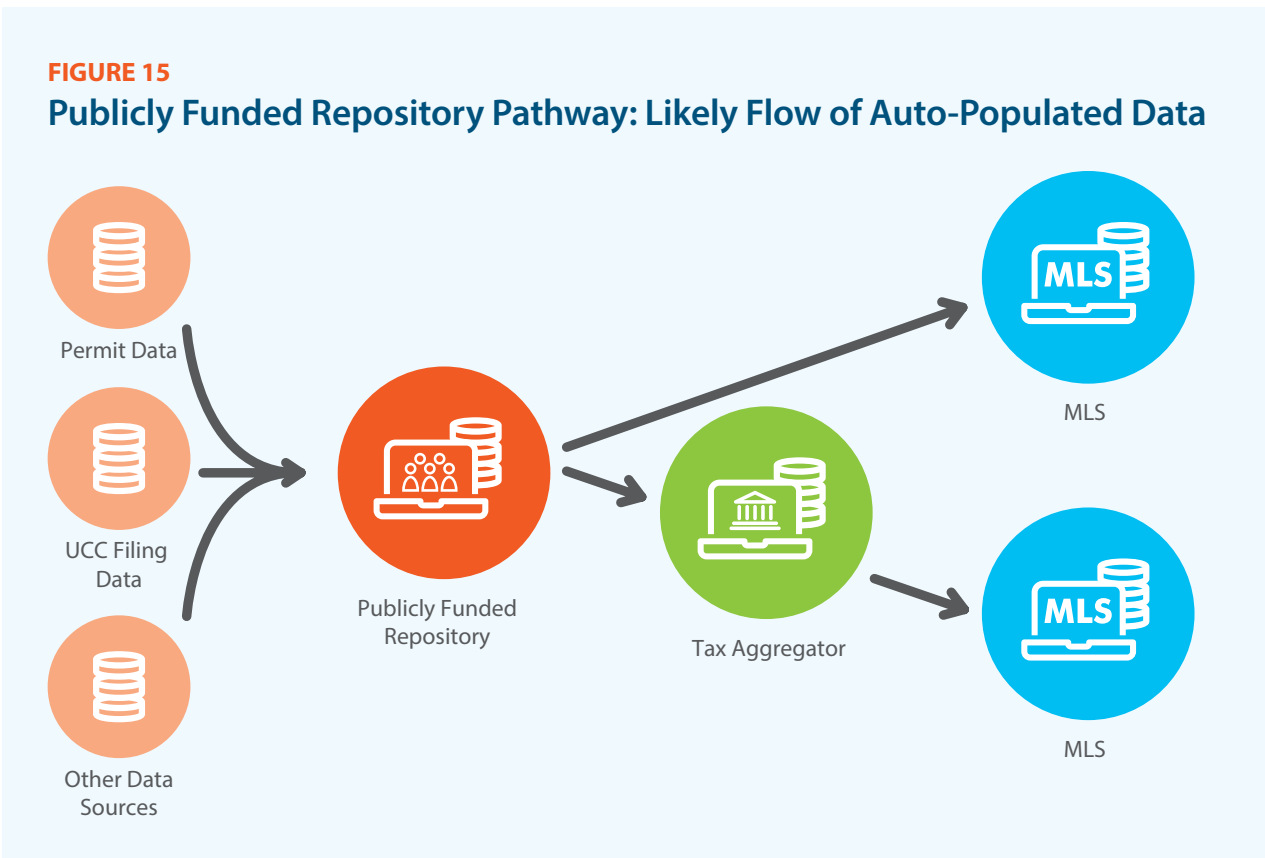 FIGURE 15
Publicly Funded Repository Pathway: Likely Flow of Auto-Populated Data
Permit Data
UCC Filing
Data
Other Data
Sources
Publicly Funded
Repository
Tax Aggregator
MLS
MLS
MLS
MLS